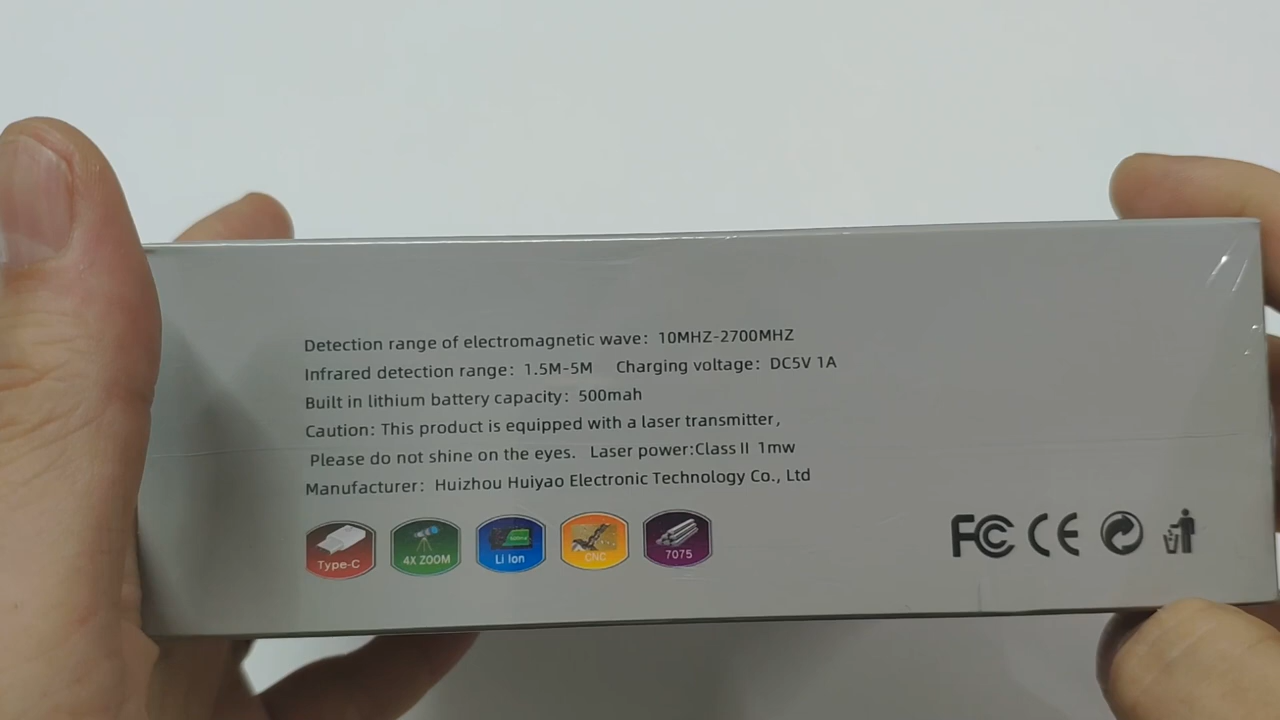 Detection range of electromagnetic wave: 10MHZ-2700MHZ
Infrared detection range: 1.5M-5M Charging voltage: DC5V 1A
Built in lithium battery capacity: 500mah
Caution: This product is equipped with a laser transmitter,
Please do not shine on the eyes. Laser power:Class II 1mw
Manufacturer: Huizhou Huiyao Electronic Technology Co., Ltd
Type-C 4X ZOOM Li Ion CNC 7075
FC CE